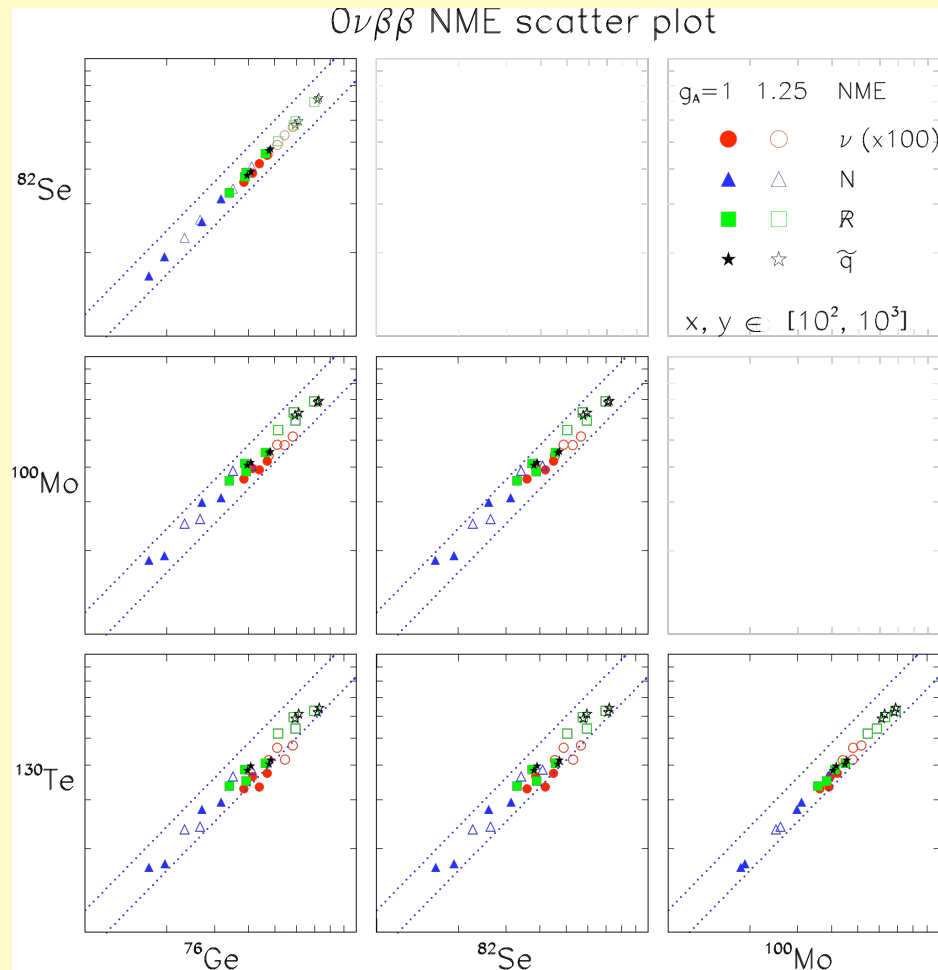 0νββ NME scatter plot
g_A=1 1.25 NME
ν (x100)
N
R̸
q̃
x, y ∈ [10², 10³]
⁸²Se
¹⁰⁰Mo
¹³⁰Te
⁷⁶Ge ⁸²Se ¹⁰⁰Mo